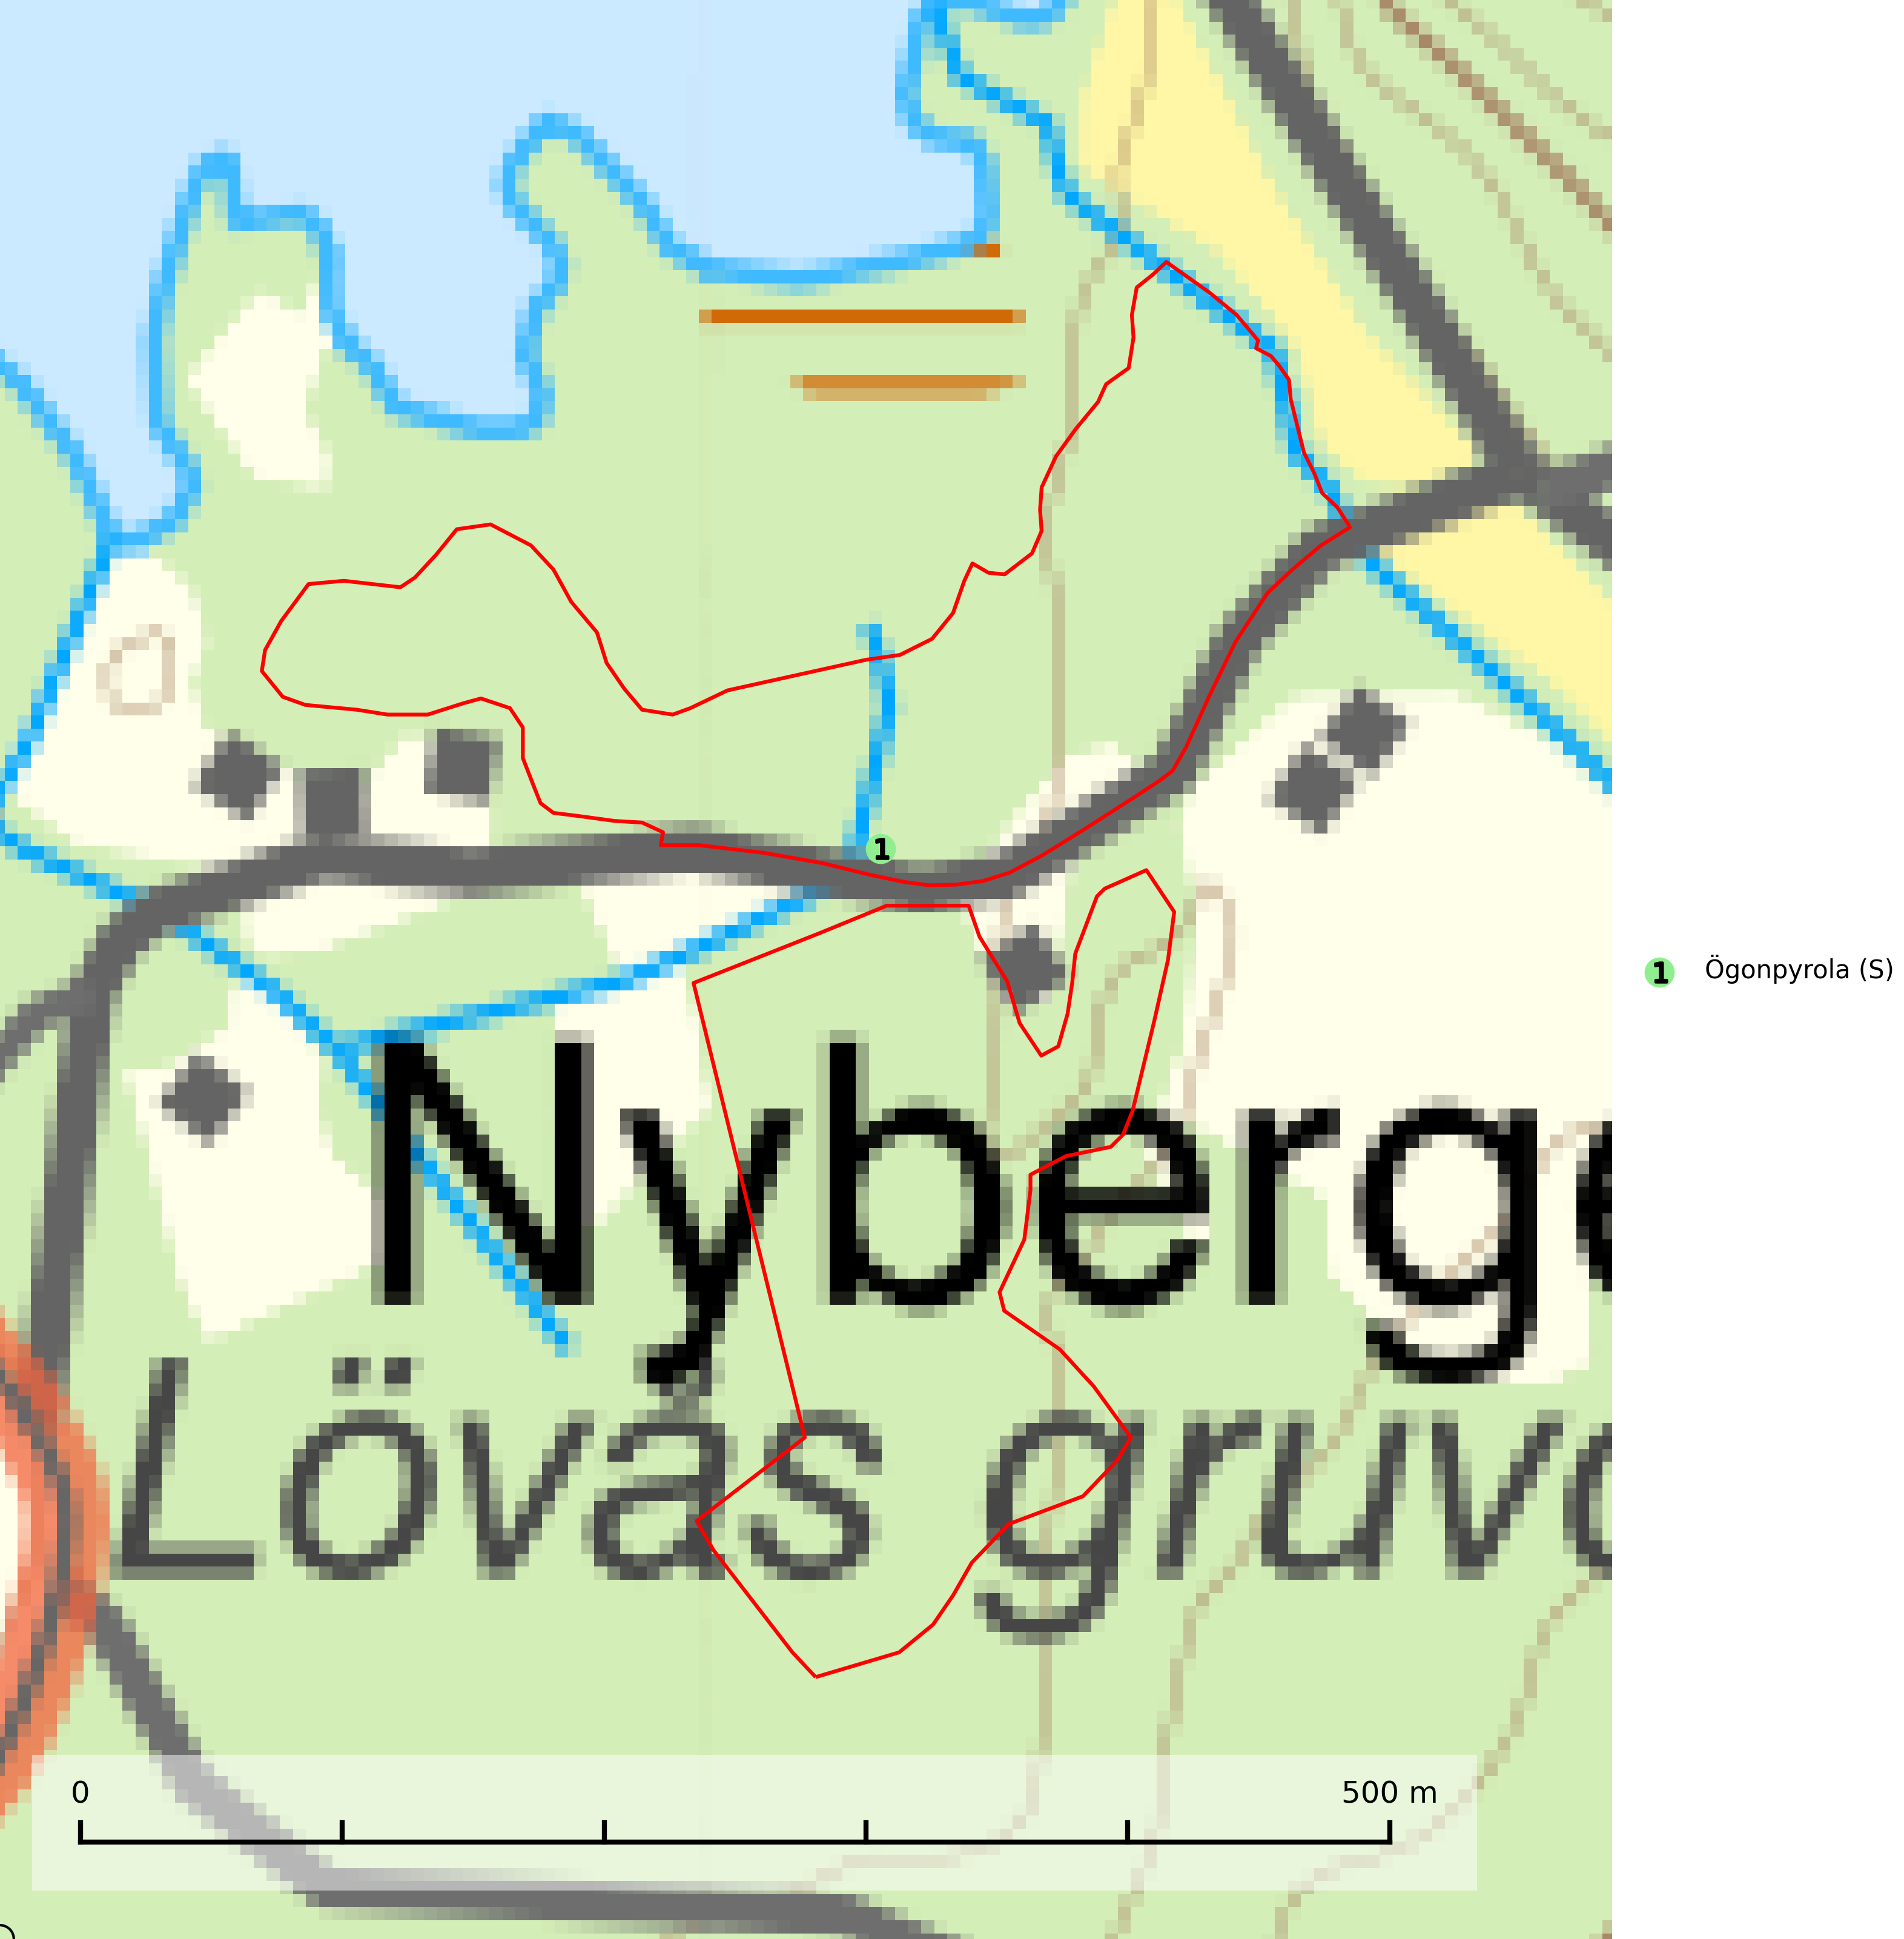 1
1 Ögonpyrola (S)
Nyberg
Lövås gruv
0 500 m